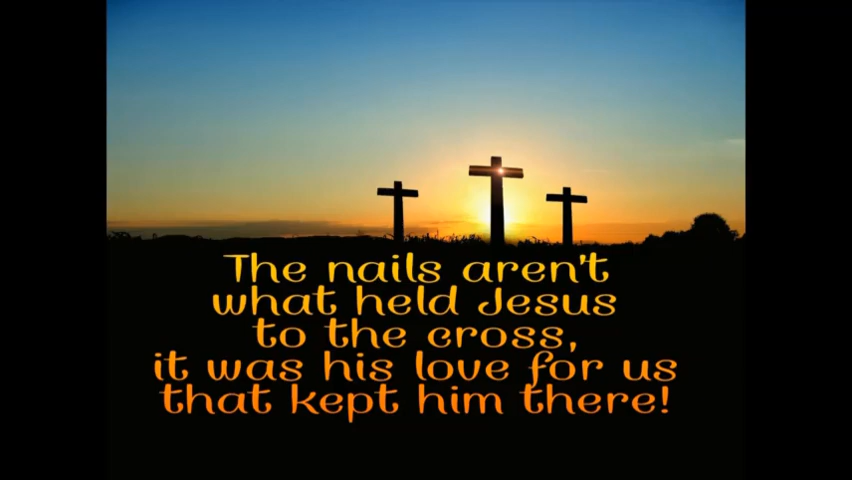 The nails aren't
what held Jesus
to the cross,
it was his love for us
that kept him there!